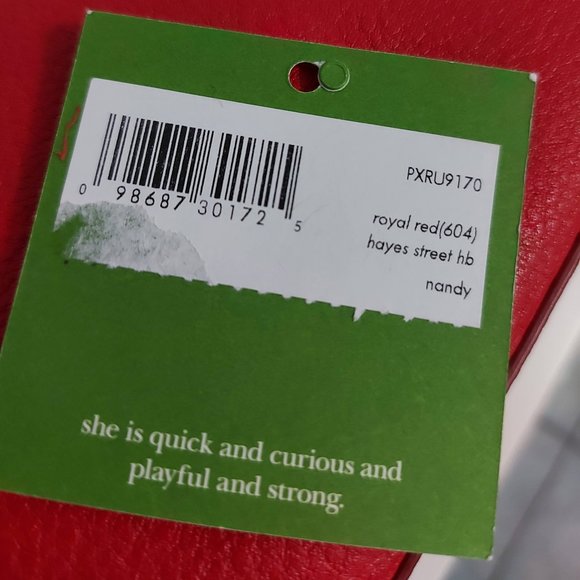 PXRU9170
0 98687 30172 5
royal red(604)
hayes street hb
nandy
she is quick and curious and
playful and strong.